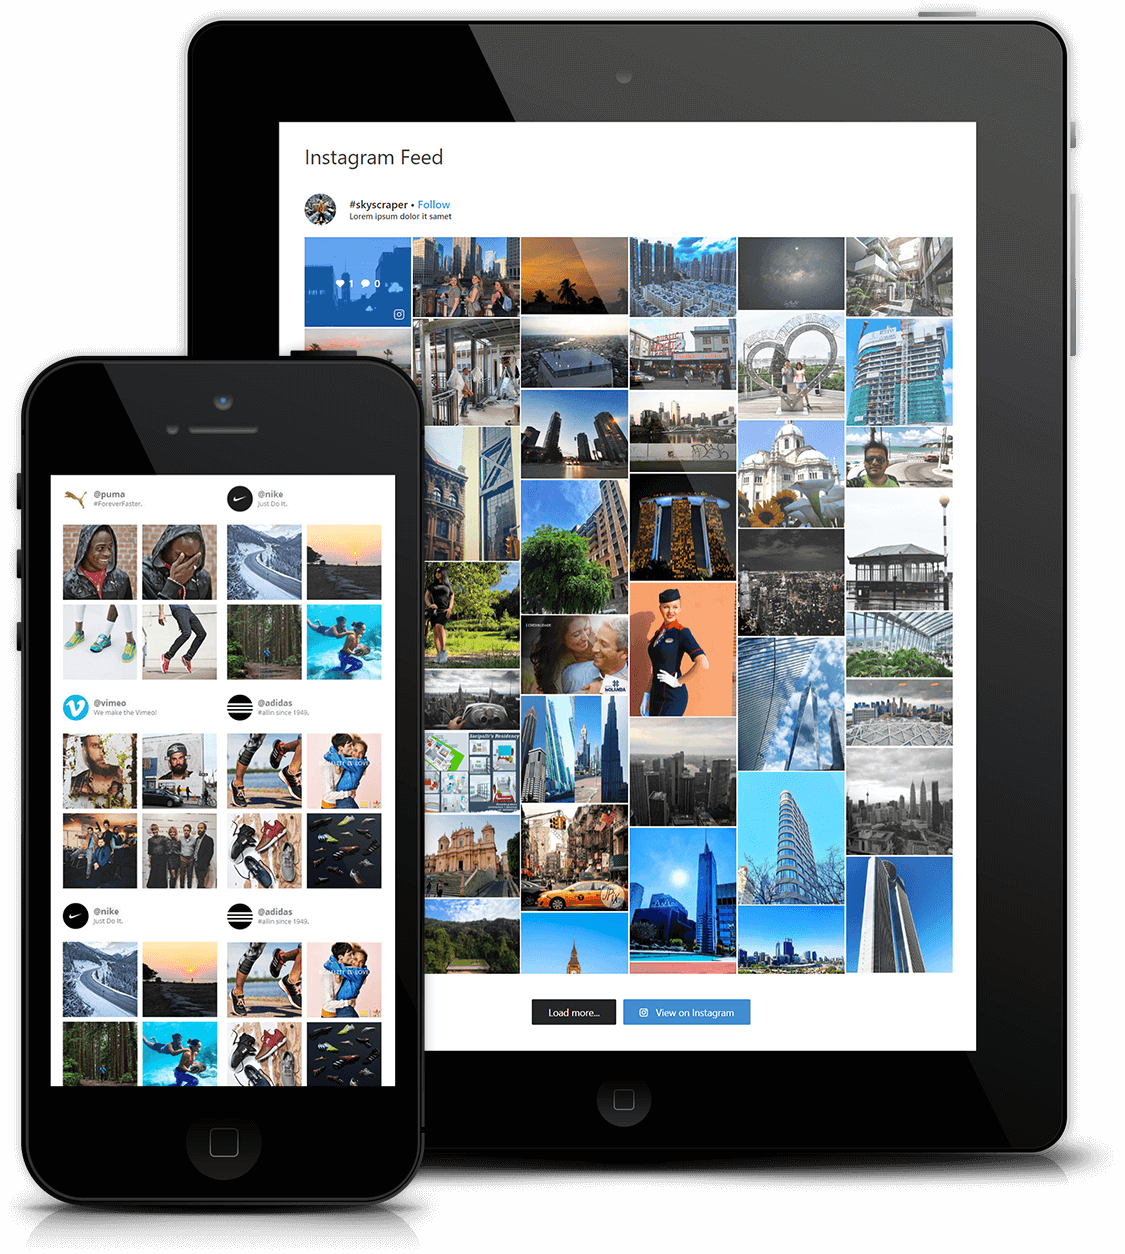 Instagram Feed
#skyscraper • Follow
Lorem ipsum dolor it samet
1 0
Load more...
View on Instagram
@puma
#ForeverFaster.
@nike
Just Do It.
@vimeo
We make the Vimeo!
@adidas
#allin since 1949.
@nike
Just Do It.
@adidas
#allin since 1949.